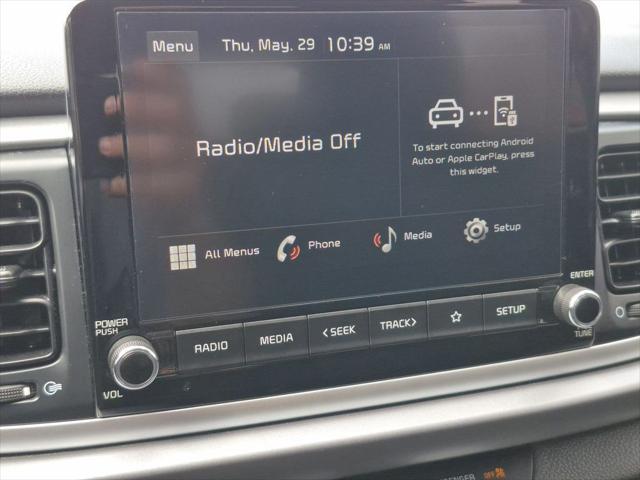 Menu Thu, May. 29 10:39 AM
Radio/Media Off
To start connecting Android
Auto or Apple CarPlay, press
this widget.
All Menus Phone Media Setup
POWER
PUSH
VOL
RADIO MEDIA <SEEK TRACK> SETUP
ENTER
TUNE
OFF